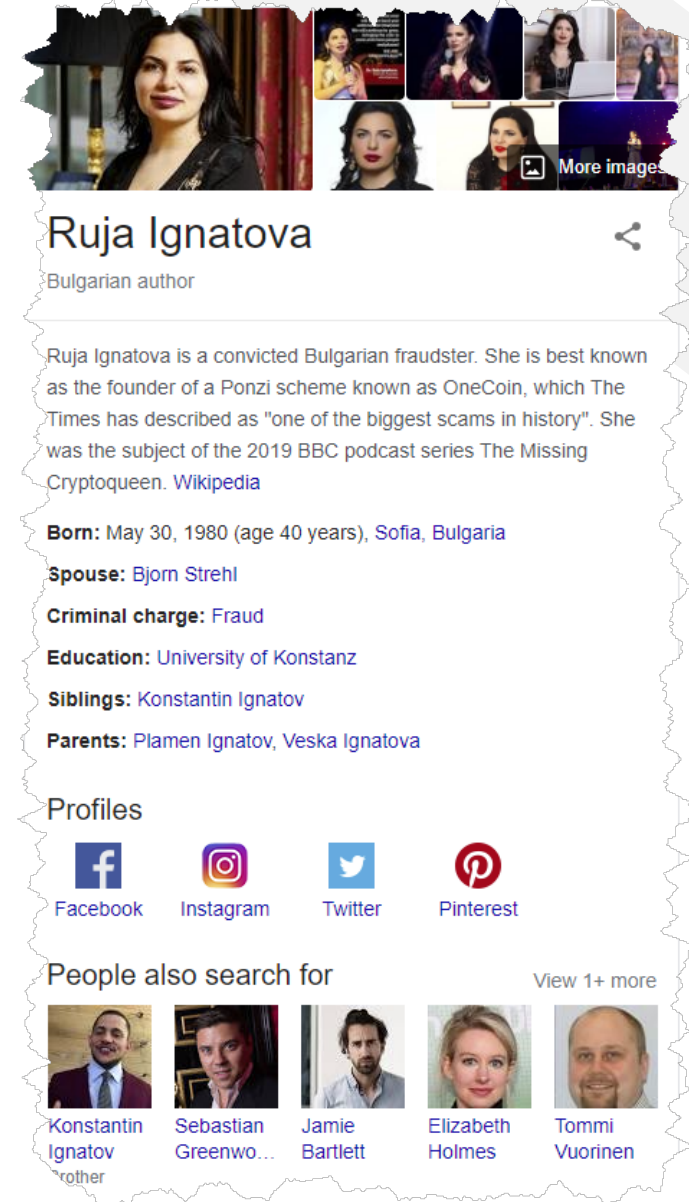 More images
Ruja Ignatova
Bulgarian author
Ruja Ignatova is a convicted Bulgarian fraudster. She is best known
as the founder of a Ponzi scheme known as OneCoin, which The
Times has described as "one of the biggest scams in history". She
was the subject of the 2019 BBC podcast series The Missing
Cryptoqueen. Wikipedia
Born: May 30, 1980 (age 40 years), Sofia, Bulgaria
Spouse: Bjorn Strehl
Criminal charge: Fraud
Education: University of Konstanz
Siblings: Konstantin Ignatov
Parents: Plamen Ignatov, Veska Ignatova
Profiles
Facebook Instagram Twitter Pinterest
People also search for View 1+ more
Konstantin Sebastian Jamie Elizabeth Tommi
Ignatov Greenwo... Bartlett Holmes Vuorinen
Brother